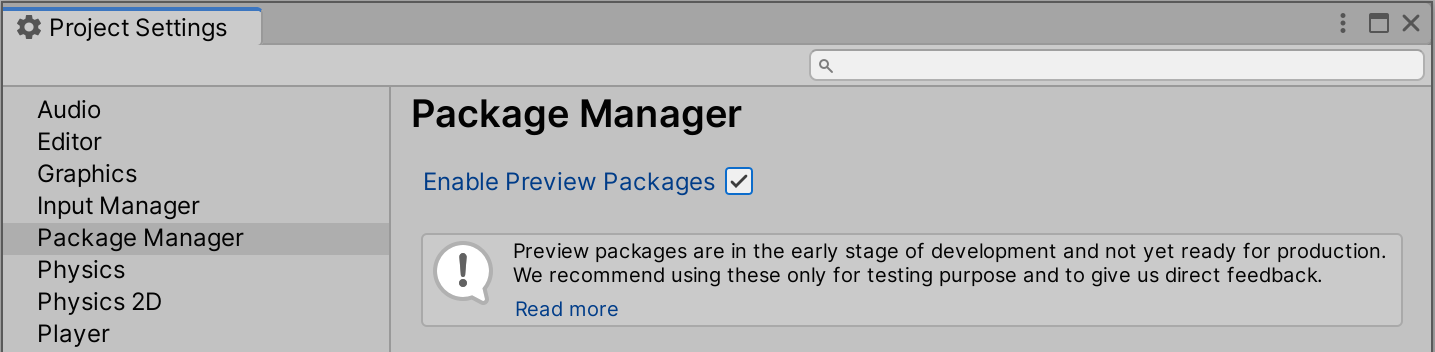 Project Settings
Audio
Editor
Graphics
Input Manager
Package Manager
Physics
Physics 2D
Player
Package Manager
Enable Preview Packages
Preview packages are in the early stage of development and not yet ready for production.
We recommend using these only for testing purpose and to give us direct feedback.
Read more